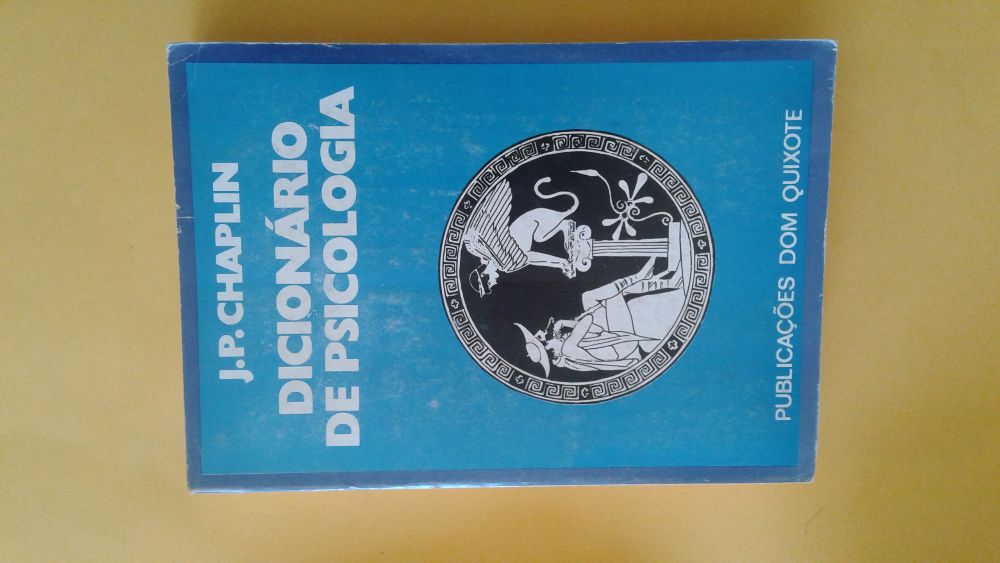 J.P. CHAPLIN
DICIONÁRIO
DE PSICOLOGIA
PUBLICAÇÕES DOM QUIXOTE